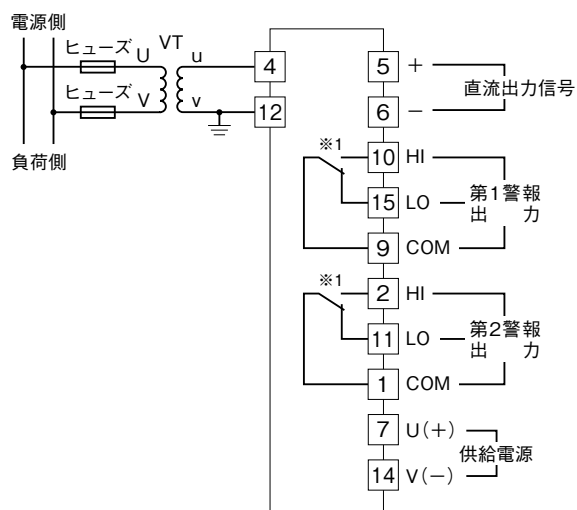 電源側
ヒューズ U VT u
ヒューズ V v
負荷側
4
12
5 +
6 −
直流出力信号
※1
10 HI
15 LO
9 COM
第1警報
出 力
※1
2 HI
11 LO
1 COM
第2警報
出 力
7 U(+)
14 V(−)
供給電源